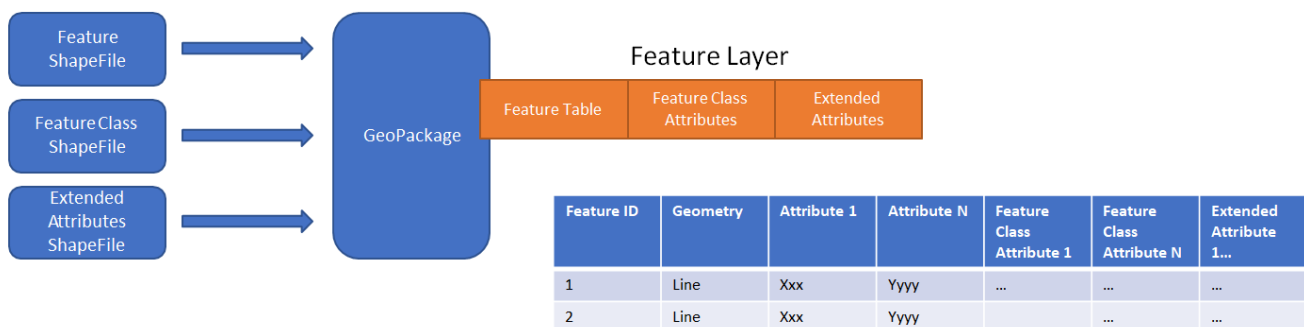 Feature
ShapeFile
Feature Class
ShapeFile
Extended
Attributes
ShapeFile
GeoPackage
Feature Layer
Feature Table
Feature Class
Attributes
Extended
Attributes
Feature ID
Geometry
Attribute 1
Attribute N
Feature
Class
Attribute 1
Feature
Class
Attribute N
Extended
Attribute
1...
1
Line
Xxx
Yyyy
...
...
...
2
Line
Xxx
Yyyy
...
...